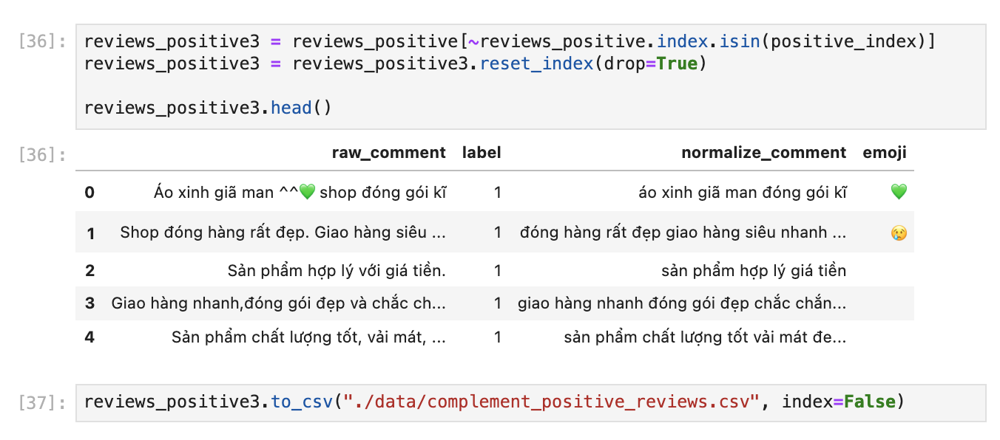 [36]: reviews_positive3 = reviews_positive[~reviews_positive.index.isin(positive_index)]
reviews_positive3 = reviews_positive3.reset_index(drop=True)
reviews_positive3.head()
[36]: raw_comment label normalize_comment emoji
0 Áo xinh giã man ^^💚 shop đóng gói kĩ 1 áo xinh giã man đóng gói kĩ 💚
1 Shop đóng hàng rất đẹp. Giao hàng siêu ... 1 đóng hàng rất đẹp giao hàng siêu nhanh ... 😢
2 Sản phẩm hợp lý với giá tiền. 1 sản phẩm hợp lý giá tiền
3 Giao hàng nhanh,đóng gói đẹp và chắc ch... 1 giao hàng nhanh đóng gói đẹp chắc chắn...
4 Sản phẩm chất lượng tốt, vải mát, ... 1 sản phẩm chất lượng tốt vải mát đe...
[37]: reviews_positive3.to_csv("./data/complement_positive_reviews.csv", index=False)